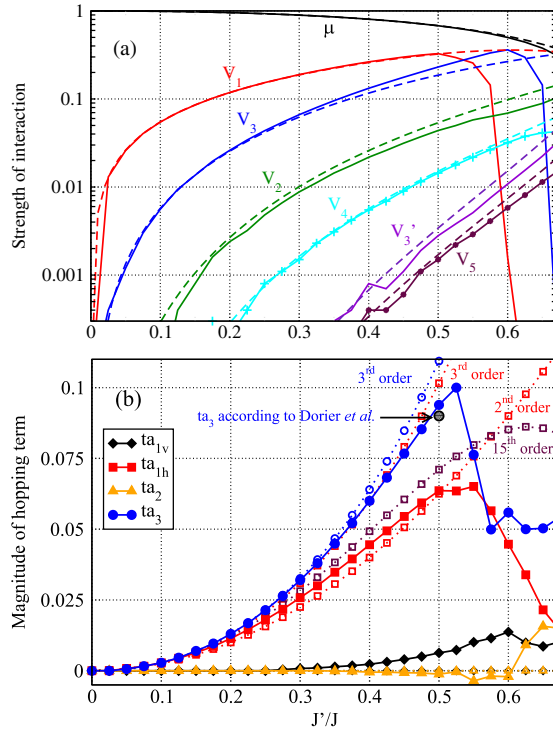 1
(a)
μ
V1
0.1
V3
V2
Strength of interaction
0.01
V4
V3'
V5
0.001
0 0.1 0.2 0.3 0.4 0.5 0.6
(b)
3rd order
3rd order
0.1
2nd order
ta3 according to Dorier et al.
15th order
ta1v
ta1h
ta2
ta3
0.075
Magnitude of hopping term
0.05
0.025
0
0 0.1 0.2 0.3 0.4 0.5 0.6
J'/J